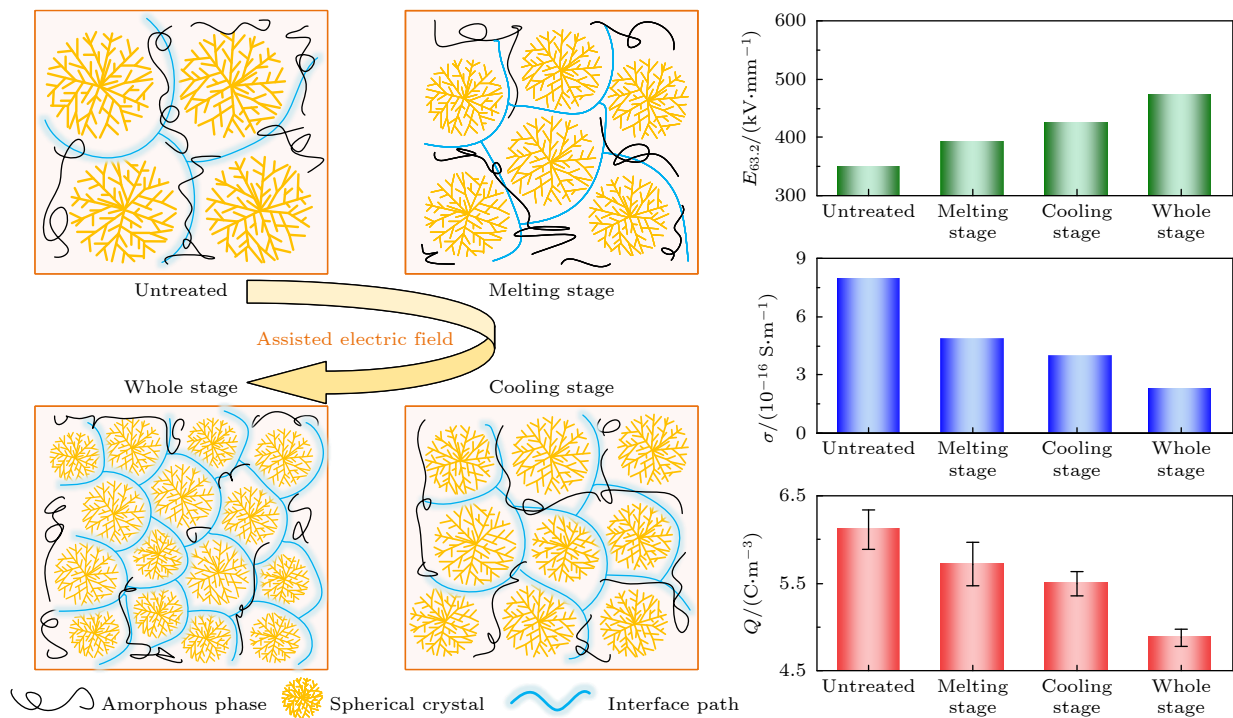 Untreated
Melting stage
Assisted electric field
Whole stage
Cooling stage
Amorphous phase
Spherical crystal
Interface path
E63.2/(kV·mm−1)
600
500
400
300
Untreated
Melting stage
Cooling stage
Whole stage
σ/(10−16 S·m−1)
9
6
3
0
Untreated
Melting stage
Cooling stage
Whole stage
Q/(C·m−3)
6.5
5.5
4.5
Untreated
Melting stage
Cooling stage
Whole stage